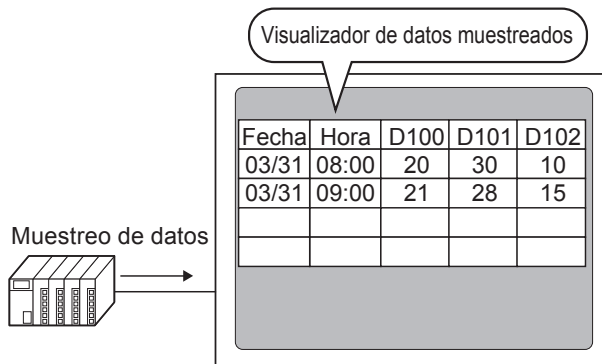 Visualizador de datos muestreados
Fecha Hora D100 D101 D102
03/31 08:00 20 30 10
03/31 09:00 21 28 15
Muestreo de datos